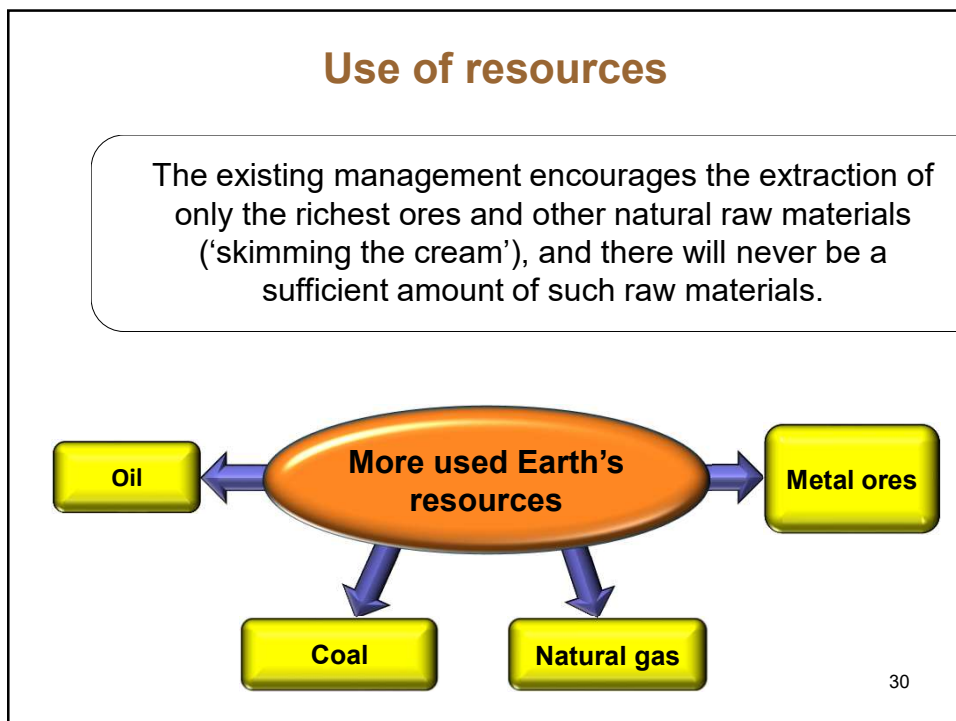 Use of resources
The existing management encourages the extraction of
only the richest ores and other natural raw materials
(‘skimming the cream’), and there will never be a
sufficient amount of such raw materials.
More used Earth’s
resources
Oil
Metal ores
Coal
Natural gas
30